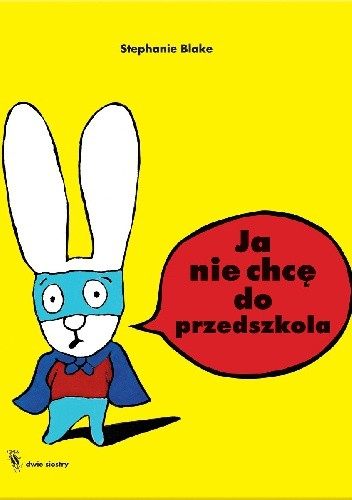 Stephanie Blake
Ja
nie chcę
do
przedszkola
dwie siostry